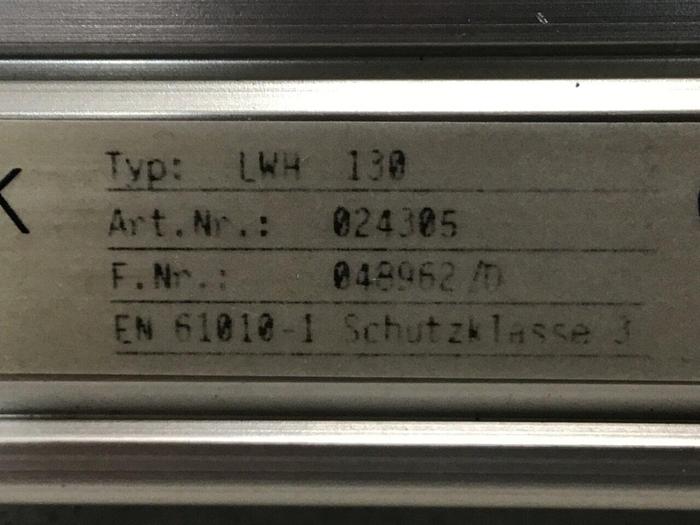 K
Typ: LWH 130
Art.Nr.: 024305
F.Nr.: 048962/D
EN 61010-1 Schutzklasse 3